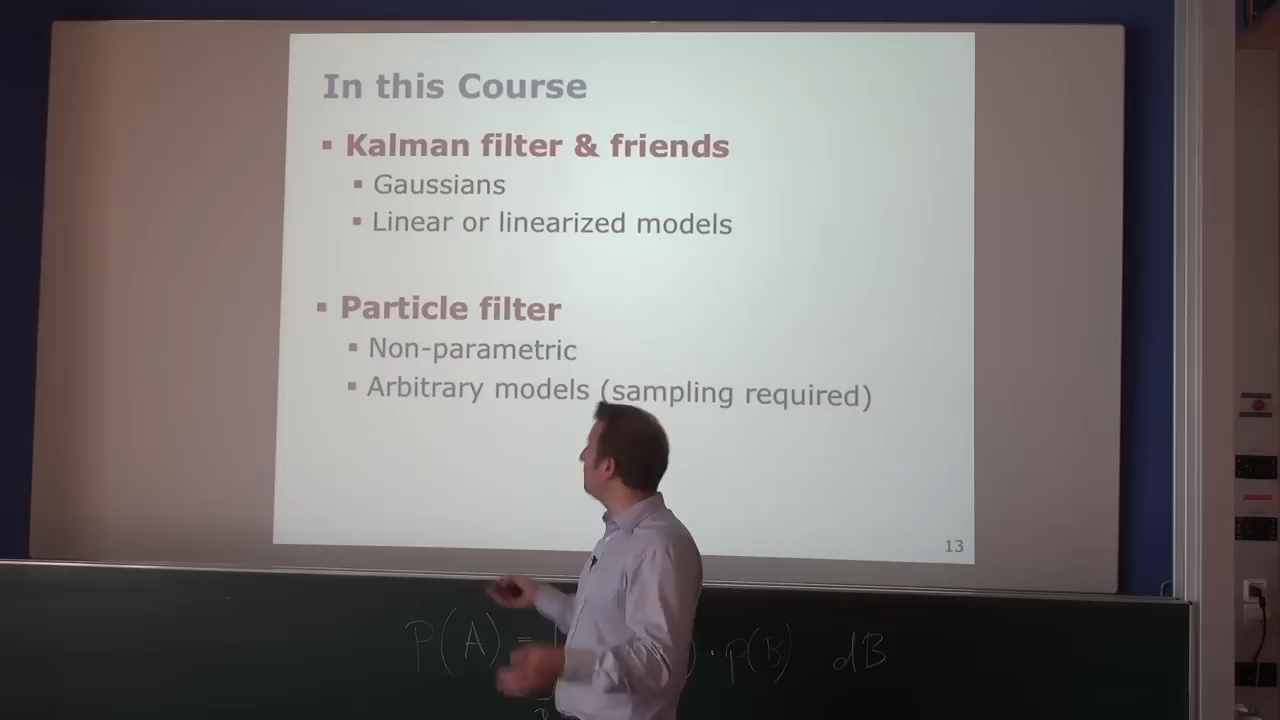 In this Course
▪ Kalman filter & friends
▪ Gaussians
▪ Linear or linearized models
▪ Particle filter
▪ Non-parametric
▪ Arbitrary models (sampling required)
13
P(A) = ) · p(B) dB